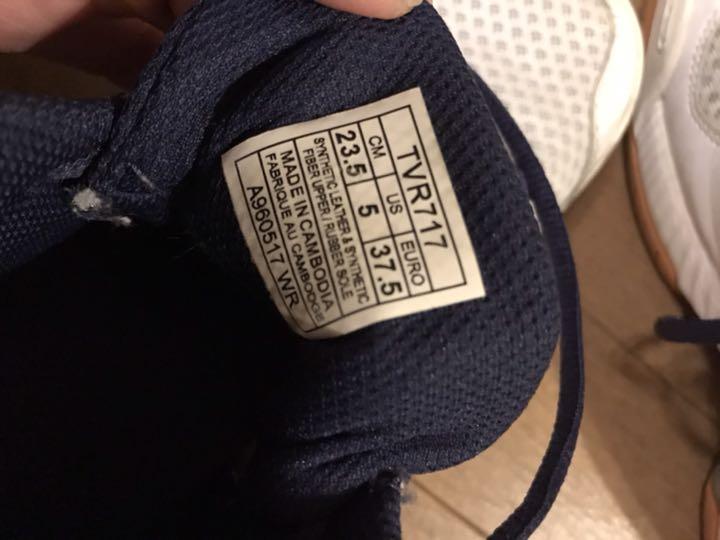 TVR717
CM US EURO
23.5 5 37.5
SYNTHETIC LEATHER & SYNTHETIC
FIBER UPPER / RUBBER SOLE
MADE IN CAMBODIA
FABRIQUE AU CAMBODGE
A960517 WR